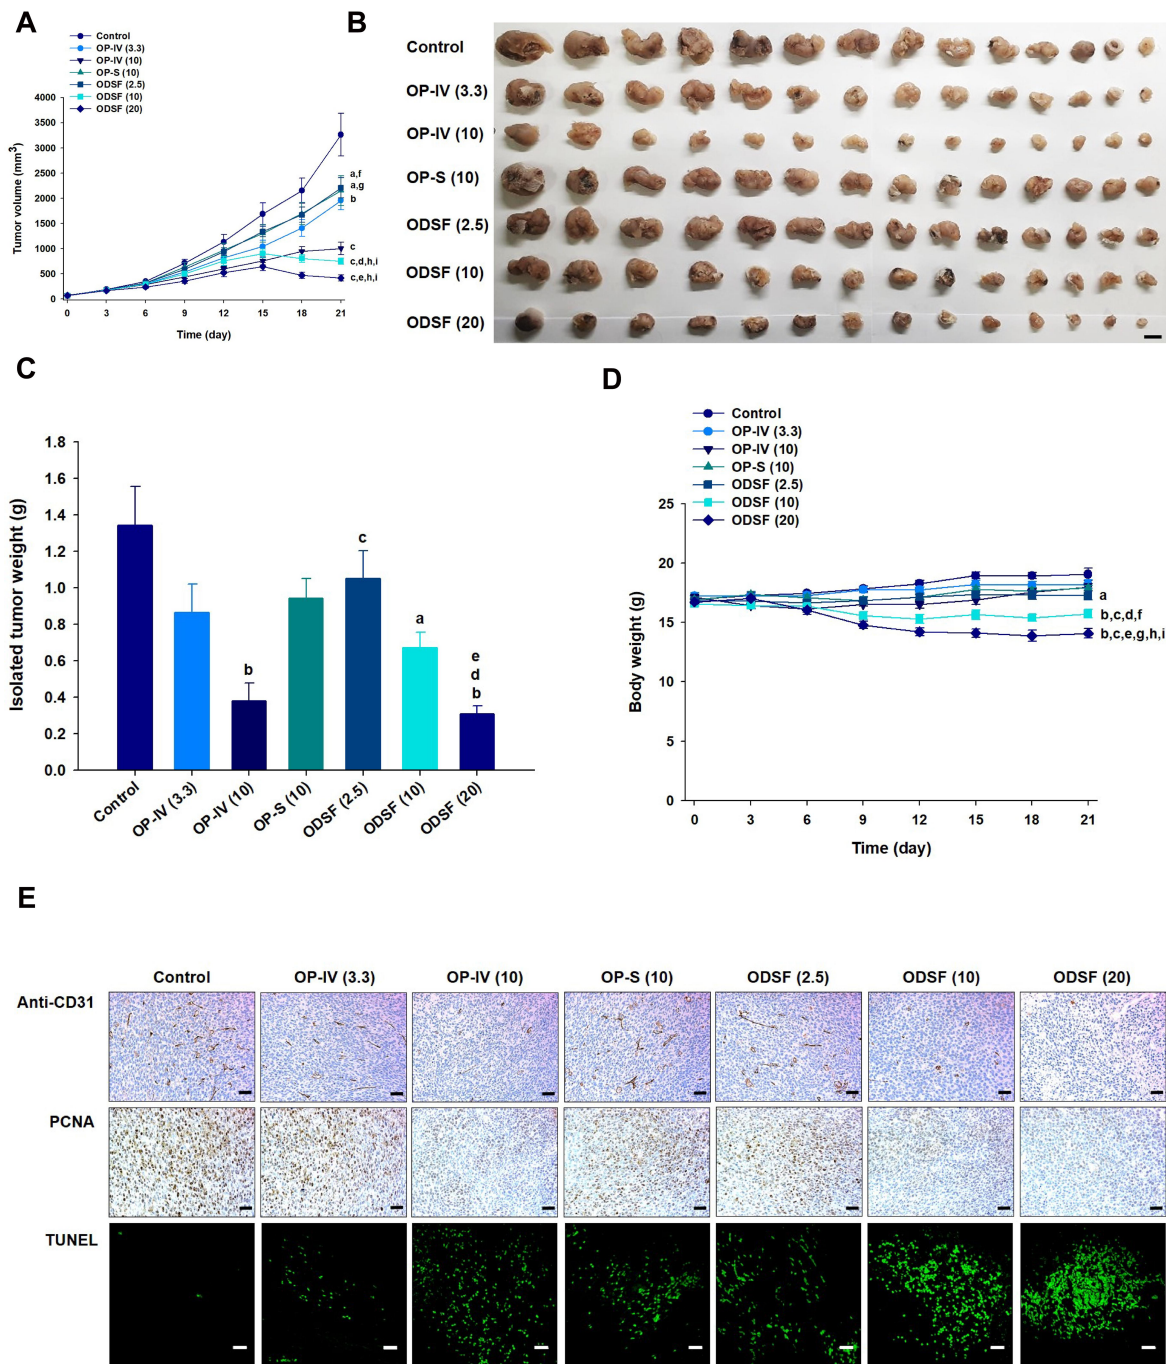 A
Control
OP-IV (3.3)
OP-IV (10)
OP-S (10)
ODSF (2.5)
ODSF (10)
ODSF (20)
Tumor volume (mm³)
4000
3500
3000
2500
2000
1500
1000
500
0
0 3 6 9 12 15 18 21
Time (day)
a,f
a,g
b
c
c,d,h,i
c,e,h,i
B
Control
OP-IV (3.3)
OP-IV (10)
OP-S (10)
ODSF (2.5)
ODSF (10)
ODSF (20)
C
Isolated tumor weight (g)
1.8
1.6
1.4
1.2
1.0
0.8
0.6
0.4
0.2
0.0
b
c
a
e
d
b
Control
OP-IV (3.3)
OP-IV (10)
OP-S (10)
ODSF (2.5)
ODSF (10)
ODSF (20)
D
Control
OP-IV (3.3)
OP-IV (10)
OP-S (10)
ODSF (2.5)
ODSF (10)
ODSF (20)
Body weight (g)
25
20
15
10
5
0
0 3 6 9 12 15 18 21
Time (day)
a
b,c,d,f
b,c,e,g,h,i
E
Control OP-IV (3.3) OP-IV (10) OP-S (10) ODSF (2.5) ODSF (10) ODSF (20)
Anti-CD31
PCNA
TUNEL